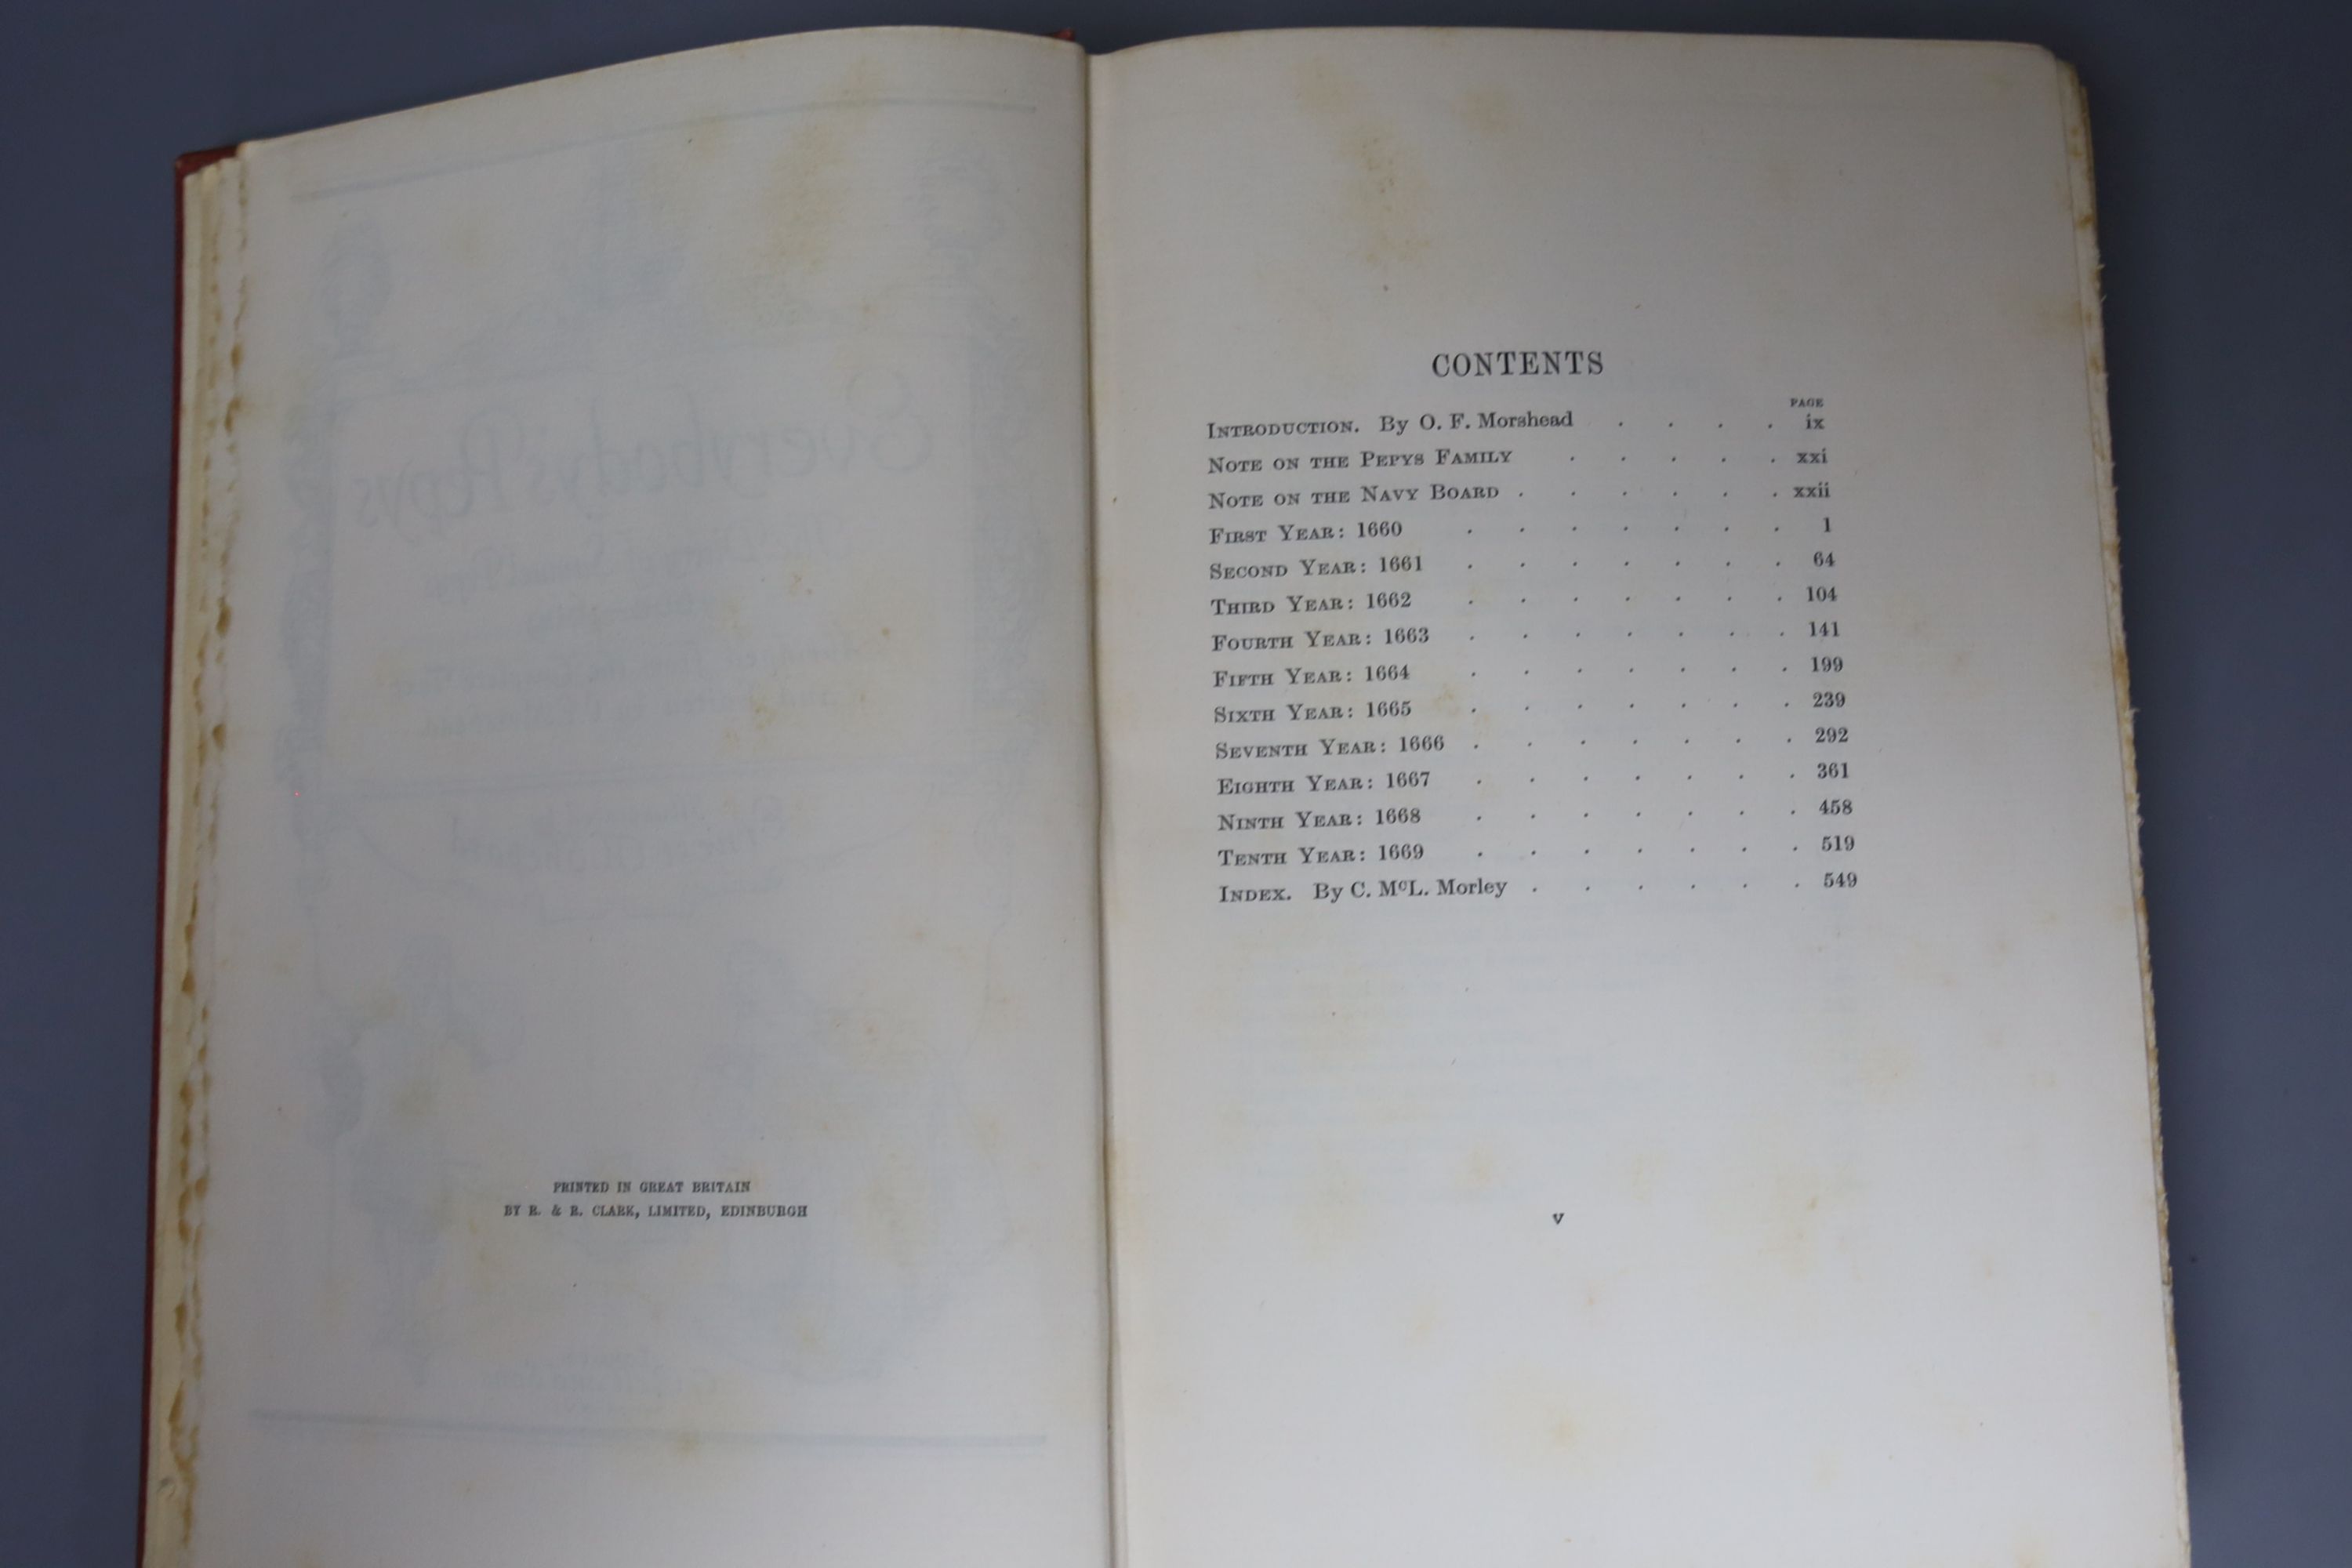 PRINTED IN GREAT BRITAIN
BY R. & R. CLARK, LIMITED, EDINBURGH
CONTENTS
PAGE
INTRODUCTION. By O. F. Morshead . . . . ix
NOTE ON THE PEPYS FAMILY . . . . . xxi
NOTE ON THE NAVY BOARD . . . . . . xxii
FIRST YEAR: 1660 . . . . . . . 1
SECOND YEAR: 1661 . . . . . . . 64
THIRD YEAR: 1662 . . . . . . . 104
FOURTH YEAR: 1663 . . . . . . . 141
FIFTH YEAR: 1664 . . . . . . . 199
SIXTH YEAR: 1665 . . . . . . . 239
SEVENTH YEAR: 1666 . . . . . . . 292
EIGHTH YEAR: 1667 . . . . . . . 361
NINTH YEAR: 1668 . . . . . . . 458
TENTH YEAR: 1669 . . . . . . . 519
INDEX. By C. McL. Morley . . . . . . 549
v